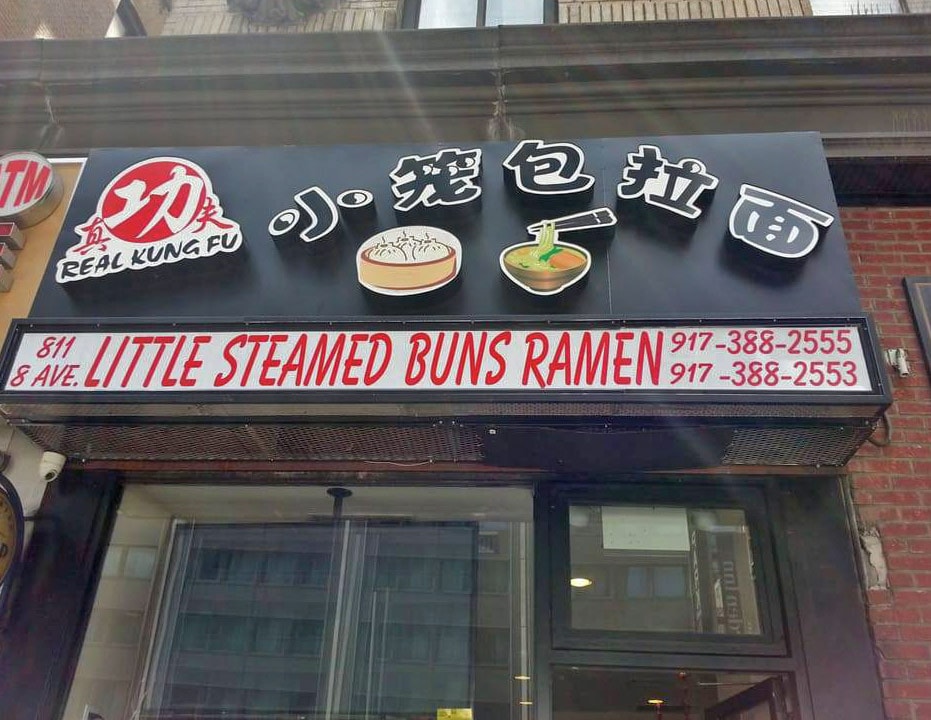 ATM
真功夫
REAL KUNG FU
小笼包拉面
811
8 AVE.
LITTLE STEAMED BUNS RAMEN
917-388-2555
917-388-2553